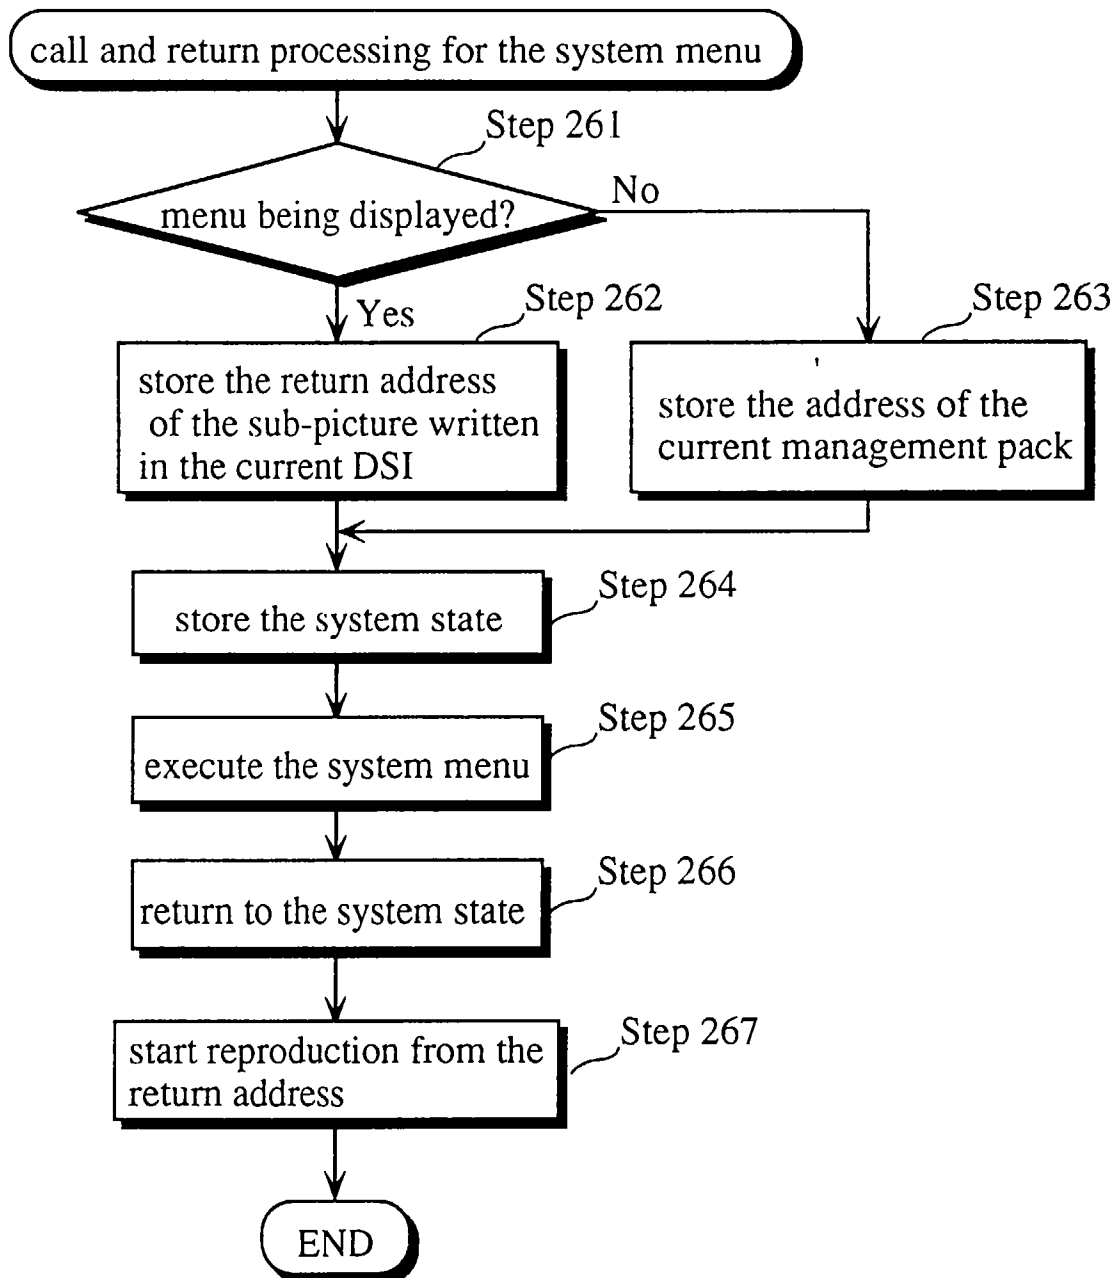 call and return processing for the system menu
Step 261
menu being displayed?
No
Yes
Step 262
store the return address
of the sub-picture written
in the current DSI
Step 263
store the address of the
current management pack
store the system state
Step 264
execute the system menu
Step 265
return to the system state
Step 266
start reproduction from the
return address
Step 267
END